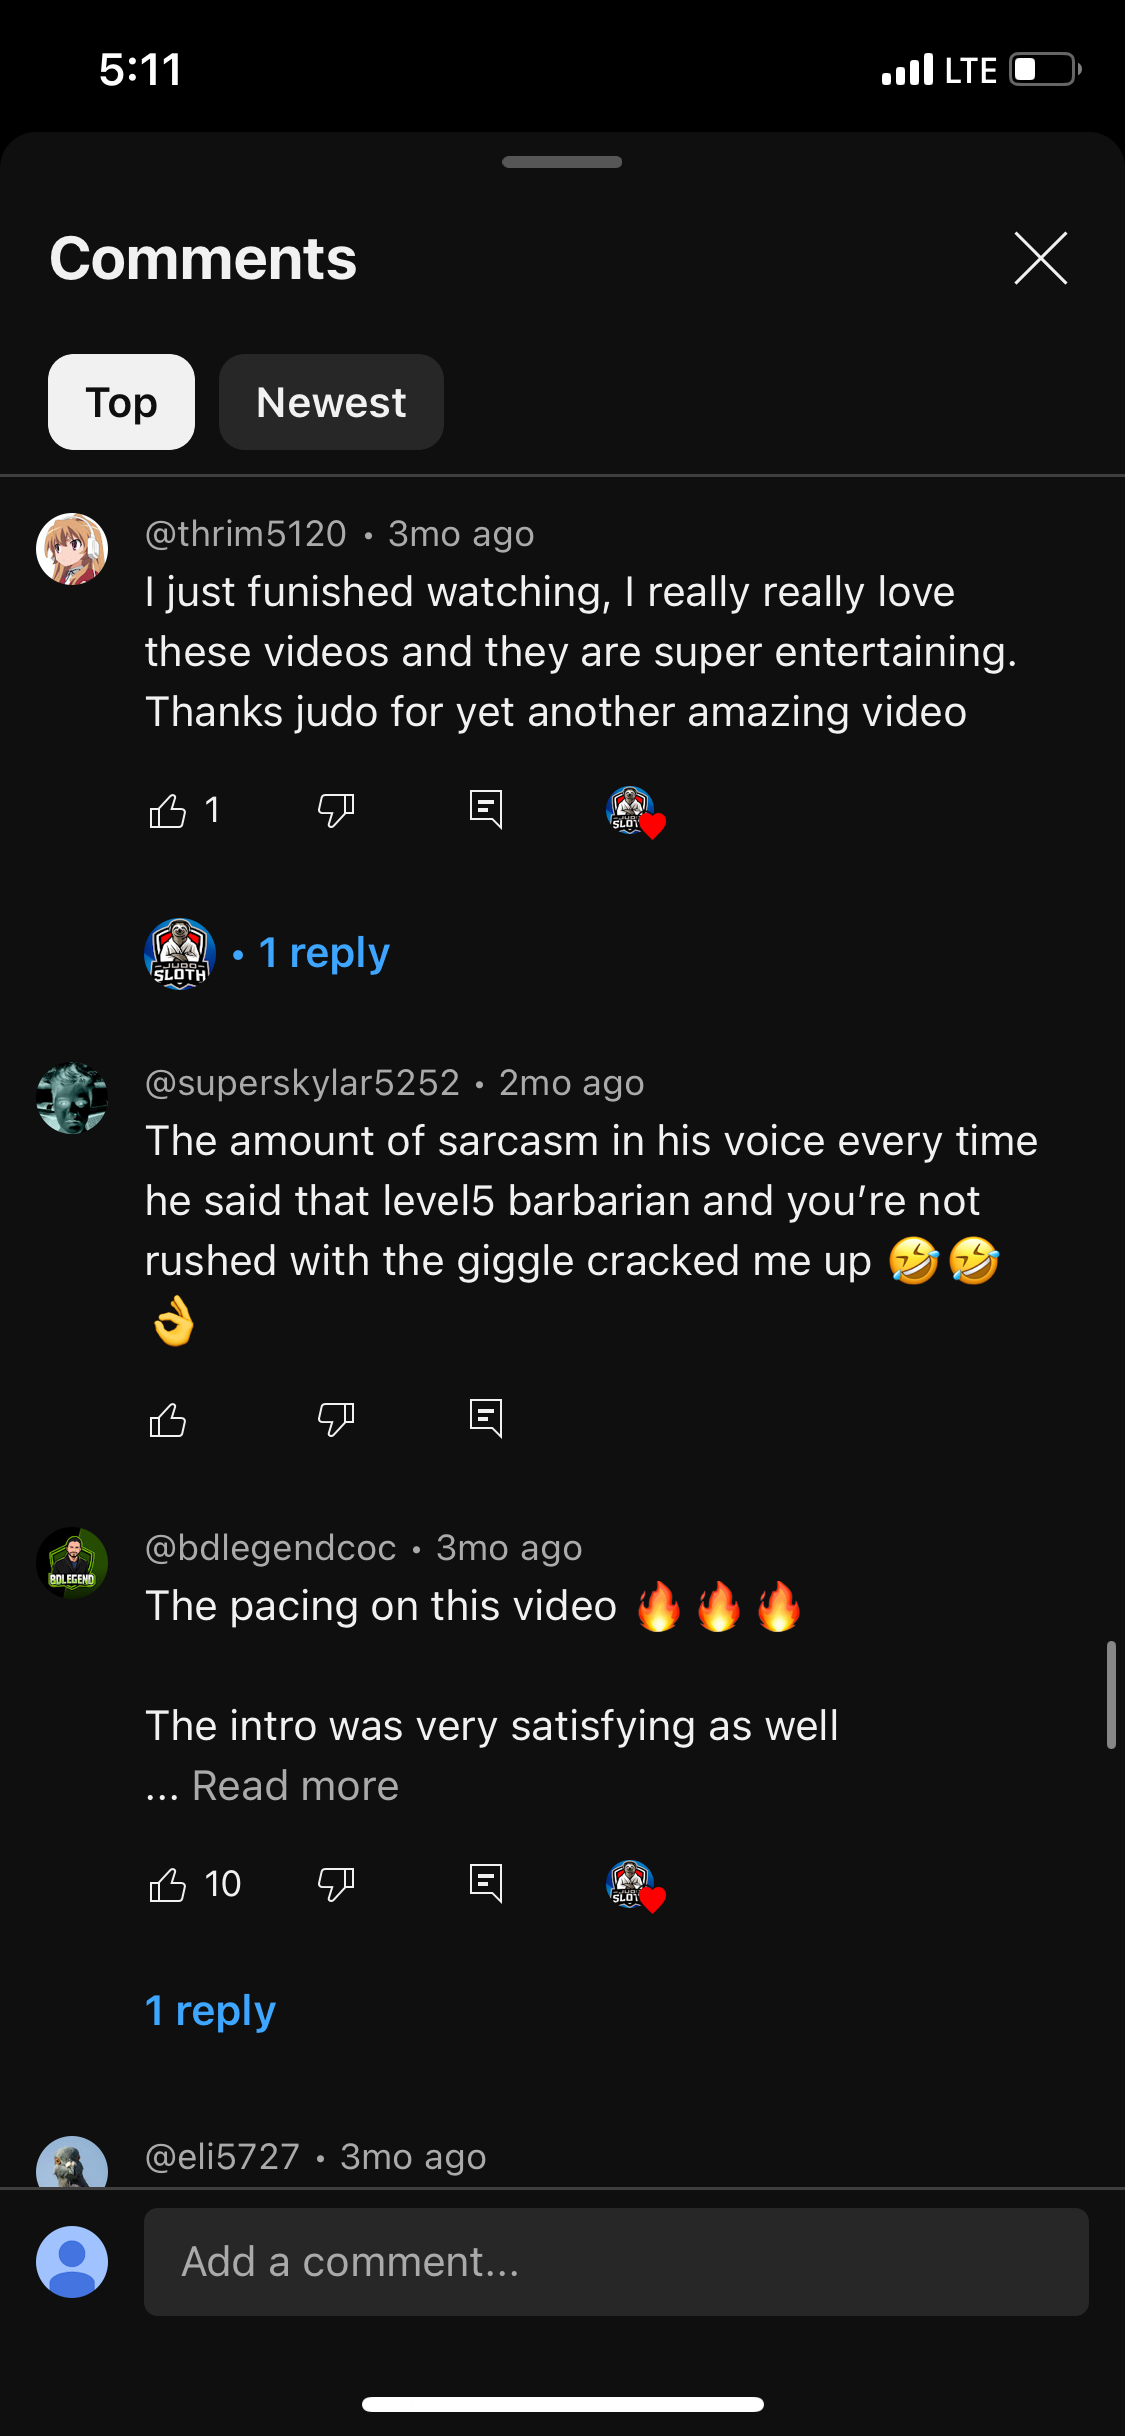 5:11
LTE
Comments
Top
Newest
@thrim5120 • 3mo ago
I just funished watching, I really really love
these videos and they are super entertaining.
Thanks judo for yet another amazing video
1
JUDO
SLOTH
• 1 reply
@superskylar5252 • 2mo ago
The amount of sarcasm in his voice every time
he said that level5 barbarian and you’re not
rushed with the giggle cracked me up 🤣🤣
👌
BDLEGEND
@bdlegendcoc • 3mo ago
The pacing on this video 🔥🔥🔥
The intro was very satisfying as well
... Read more
10
1 reply
@eli5727 • 3mo ago
Add a comment...